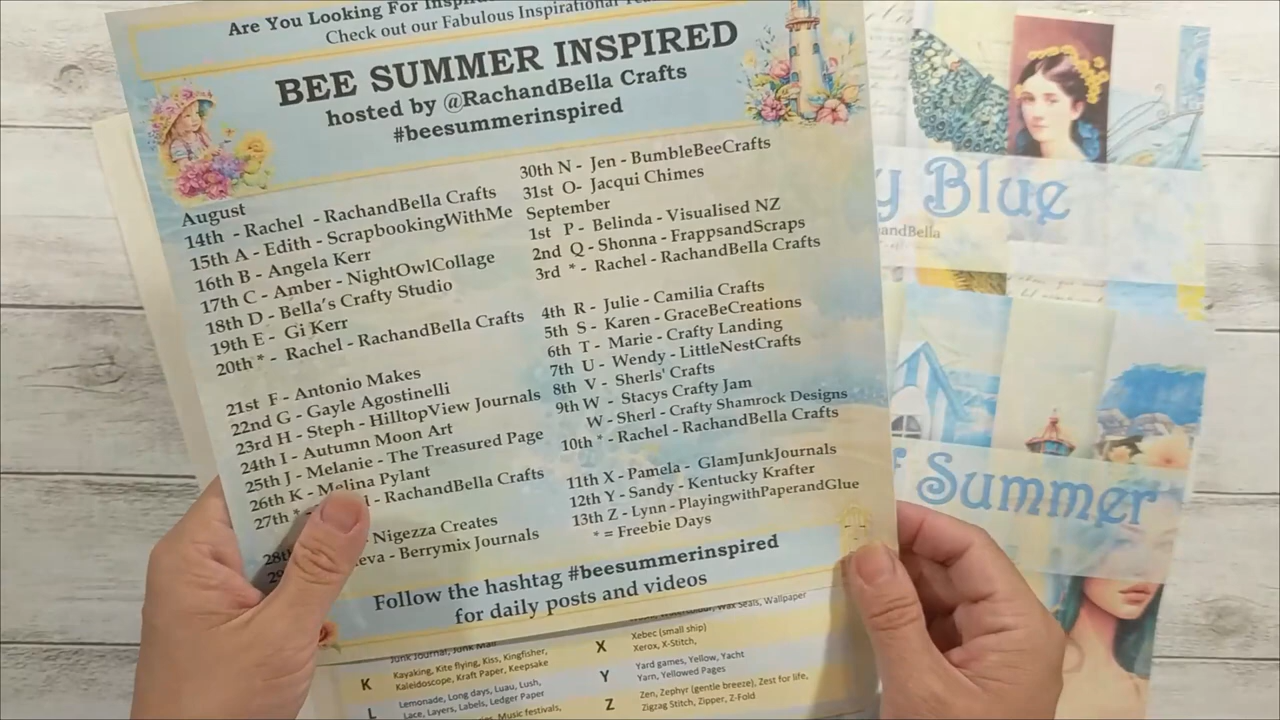 Are You Looking For
Check out our Fabulous Inspirational
BEE SUMMER INSPIRED
hosted by @RachandBella Crafts
#beesummerinspired
August
14th - Rachel - RachandBella Crafts
15th A - Edith - ScrapbookingWithMe
16th B - Angela Kerr
17th C - Amber - NightOwlCollage
18th D - Bella's Crafty Studio
19th E - Gi Kerr
20th * - Rachel - RachandBella Crafts
21st F - Antonio Makes
22nd G - Gayle Agostinelli
23rd H - Steph - HilltopView Journals
24th I - Autumn Moon Art
25th J - Melanie - The Treasured Page
26th K - Melina Pylant
27th * - l - RachandBella Crafts
28th Nigezza Creates
29 eva - Berrymix Journals
30th N - Jen - BumbleBeeCrafts
31st O- Jacqui Chimes
September
1st P - Belinda - Visualised NZ
2nd Q - Shonna - FrappsandScraps
3rd * - Rachel - RachandBella Crafts
4th R - Julie - Camilia Crafts
5th S - Karen - GraceBeCreations
6th T - Marie - Crafty Landing
7th U - Wendy - LittleNestCrafts
8th V - Sherls' Crafts
9th W - Stacys Crafty Jam
W - Sherl - Crafty Shamrock Designs
10th * - Rachel - RachandBella Crafts
11th X - Pamela - GlamJunkJournals
12th Y - Sandy - Kentucky Krafter
13th Z - Lynn - PlayingwithPaperandGlue
* = Freebie Days
Follow the hashtag #beesummerinspired
for daily posts and videos
y Blue
andBella
f Summer
Junk Journal, Junk Mail
K
Kayaking, Kite flying, Kiss, Kingfisher,
Kaleidoscope, Kraft Paper, Keepsake
L
Lemonade, Long days, Luau, Lush,
Lace, Layers, Labels, Ledger Paper
Music festivals,
Wax Seals, Wallpaper
X
Xebec (small ship)
Xerox, X-Stitch,
Y
Yard games, Yellow, Yacht
Yarn, Yellowed Pages
Z
Zen, Zephyr (gentle breeze), Zest for life,
Zigzag Stitch, Zipper, Z-Fold